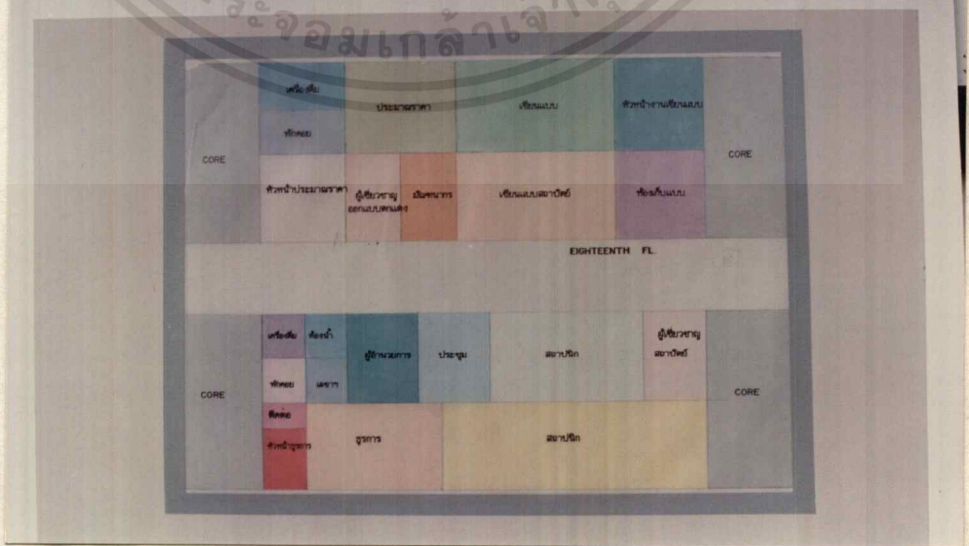 ระจอมเกล้าเจ้า
เครื่องดื่ม
ประมาณราคา
เขียนแบบ
หัวหน้างานเขียนแบบ
พักคอย
CORE
CORE
หัวหน้าประมาณราคา
ผู้เชี่ยวชาญ
ออกแบบตกแต่ง
มัณฑนากร
เขียนแบบสถาปัตย์
ห้องเก็บแบบ
EIGHTEENTH FL.
เครื่องดื่ม
ห้องน้ำ
ผู้อำนวยการ
ประชุม
สถาปนิก
ผู้เชี่ยวชาญ
สถาปัตย์
พักคอย
เลขาฯ
CORE
CORE
ติดต่อ
หัวหน้าธุรการ
ธุรการ
สถาปนิก